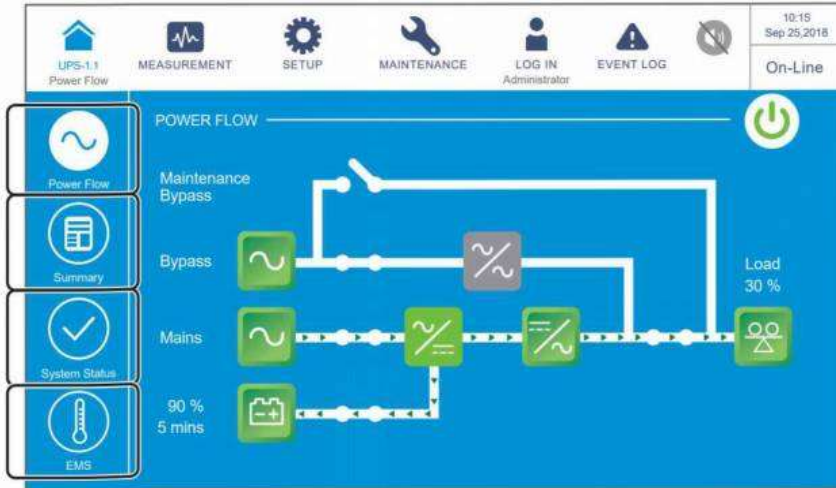 UPS-1.1
Power Flow
MEASUREMENT
SETUP
MAINTENANCE
LOG IN
Administrator
EVENT LOG
10:15
Sep 25,2018
On-Line
Power Flow
Summary
System Status
EMS
POWER FLOW
Maintenance
Bypass
Bypass
Mains
90 %
5 mins
Load
30 %